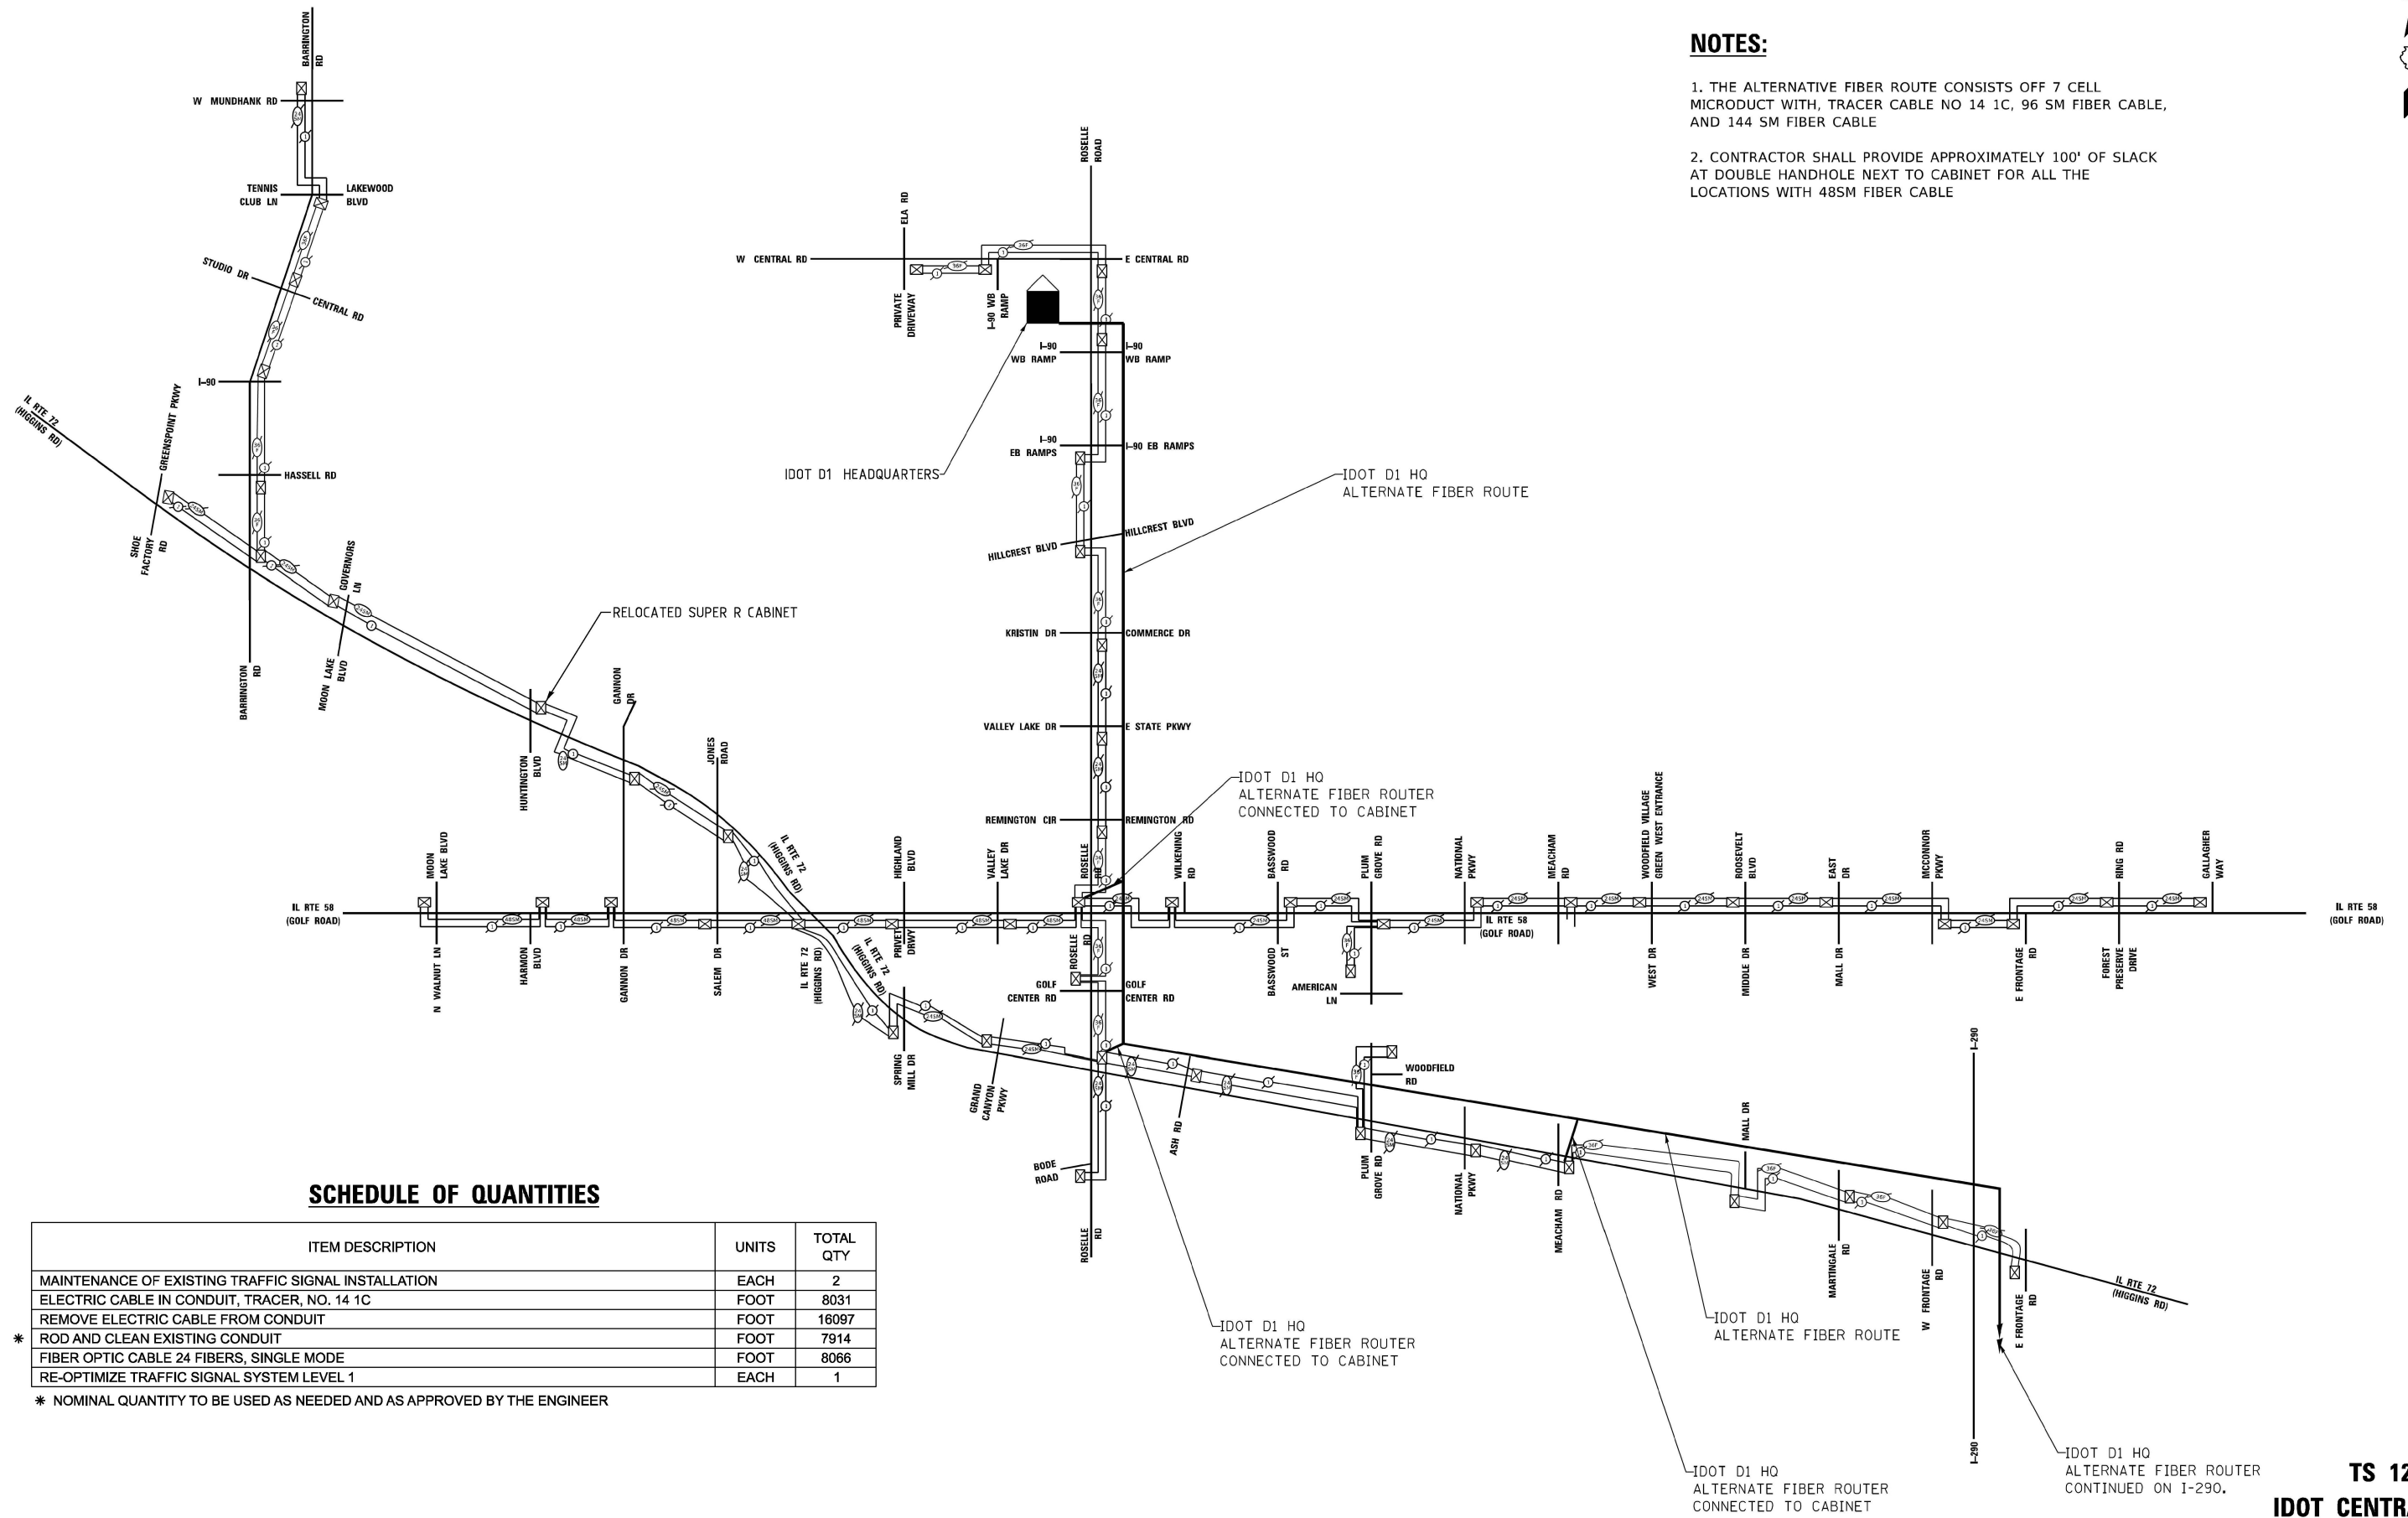 NOTES:
1. THE ALTERNATIVE FIBER ROUTE CONSISTS OFF 7 CELL
MICRODUCT WITH, TRACER CABLE NO 14 1C, 96 SM FIBER CABLE,
AND 144 SM FIBER CABLE
2. CONTRACTOR SHALL PROVIDE APPROXIMATELY 100' OF SLACK
AT DOUBLE HANDHOLE NEXT TO CABINET FOR ALL THE
LOCATIONS WITH 48SM FIBER CABLE
BARRINGTON
RD
W MUNDHANK RD
TENNIS
CLUB LN
LAKEWOOD
BLVD
STUDIO DR
CENTRAL RD
I-90
HASSELL RD
IL RTE 72
(HIGGINS RD)
GREENSPOINT PKWY
SHOE
FACTORY
RD
BARRINGTON
RD
GOVERNORS
LN
MOON LAKE
BLVD
RELOCATED SUPER R CABINET
HUNTINGTON
BLVD
GANNON
DR
JONES
ROAD
IL RTE 72
(HIGGINS RD)
ROSELLE
ROAD
ELA RD
W CENTRAL RD
E CENTRAL RD
PRIVATE
DRIVEWAY
I-90 WB
RAMP
I-90
WB RAMP
I-90
WB RAMP
I-90
EB RAMPS
I-90 EB RAMPS
IDOT D1 HEADQUARTERS
IDOT D1 HQ
ALTERNATE FIBER ROUTE
HILLCREST BLVD
HILLCREST BLVD
KRISTIN DR
COMMERCE DR
VALLEY LAKE DR
E STATE PKWY
REMINGTON CIR
REMINGTON RD
IDOT D1 HQ
ALTERNATE FIBER ROUTER
CONNECTED TO CABINET
MOON
LAKE BLVD
HIGHLAND
BLVD
VALLEY
LAKE DR
ROSELLE
RD
WILKENING
RD
BASSWOOD
RD
PLUM
GROVE RD
NATIONAL
PKWY
MEACHAM
RD
WOODFIELD VILLAGE
GREEN WEST ENTRANCE
ROOSEVELT
BLVD
EAST
DR
MCCONNOR
PKWY
RING RD
GALLAGHER
WAY
IL RTE 58
(GOLF ROAD)
IL RTE 58
(GOLF ROAD)
IL RTE 58
(GOLF ROAD)
N WALNUT LN
HARMON
BLVD
GANNON DR
SALEM DR
IL RTE 72
(HIGGINS RD)
IL RTE 72
(HIGGINS RD)
PRIVET
DRWY
ROSELLE
RD
BASSWOOD
ST
WEST DR
MIDDLE DR
MALL DR
E FRONTAGE
RD
FOREST
PRESERVE
DRIVE
GOLF
CENTER RD
GOLF
CENTER RD
AMERICAN
LN
SPRING
MILL DR
GRAND
CANYON
PKWY
ASH RD
WOODFIELD
RD
PLUM
GROVE RD
NATIONAL
PKWY
MEACHAM RD
MALL DR
MARTINGALE
RD
W FRONTAGE
RD
E FRONTAGE
RD
I-290
I-290
IL RTE 72
(HIGGINS RD)
BODE
ROAD
ROSELLE
RD
IDOT D1 HQ
ALTERNATE FIBER ROUTER
CONNECTED TO CABINET
IDOT D1 HQ
ALTERNATE FIBER ROUTE
IDOT D1 HQ
ALTERNATE FIBER ROUTER
CONNECTED TO CABINET
IDOT D1 HQ
ALTERNATE FIBER ROUTER
CONTINUED ON I-290.
SCHEDULE OF QUANTITIES
ITEM DESCRIPTION UNITS TOTAL QTY
MAINTENANCE OF EXISTING TRAFFIC SIGNAL INSTALLATION EACH 2
ELECTRIC CABLE IN CONDUIT, TRACER, NO. 14 1C FOOT 8031
REMOVE ELECTRIC CABLE FROM CONDUIT FOOT 16097
* ROD AND CLEAN EXISTING CONDUIT FOOT 7914
FIBER OPTIC CABLE 24 FIBERS, SINGLE MODE FOOT 8066
RE-OPTIMIZE TRAFFIC SIGNAL SYSTEM LEVEL 1 EACH 1
* NOMINAL QUANTITY TO BE USED AS NEEDED AND AS APPROVED BY THE ENGINEER
TS 12
IDOT CENTR